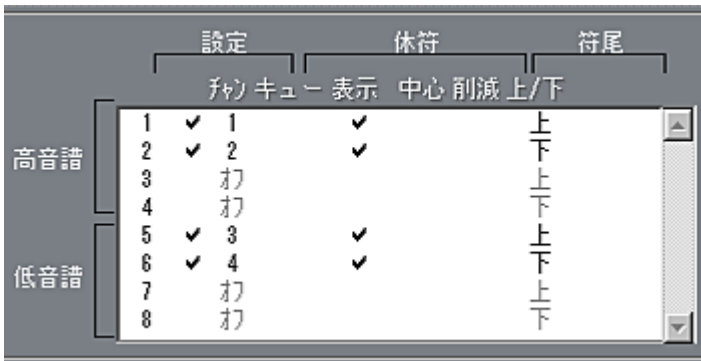 設定 休符 符尾
ﾁｬﾝ キュー 表示 中心 削減 上/下
高音譜
1 ✔ 1 ✔ 上
2 ✔ 2 ✔ 下
3 ｵﾌ 上
4 ｵﾌ 下
低音譜
5 ✔ 3 ✔ 上
6 ✔ 4 ✔ 下
7 ｵﾌ 上
8 ｵﾌ 下